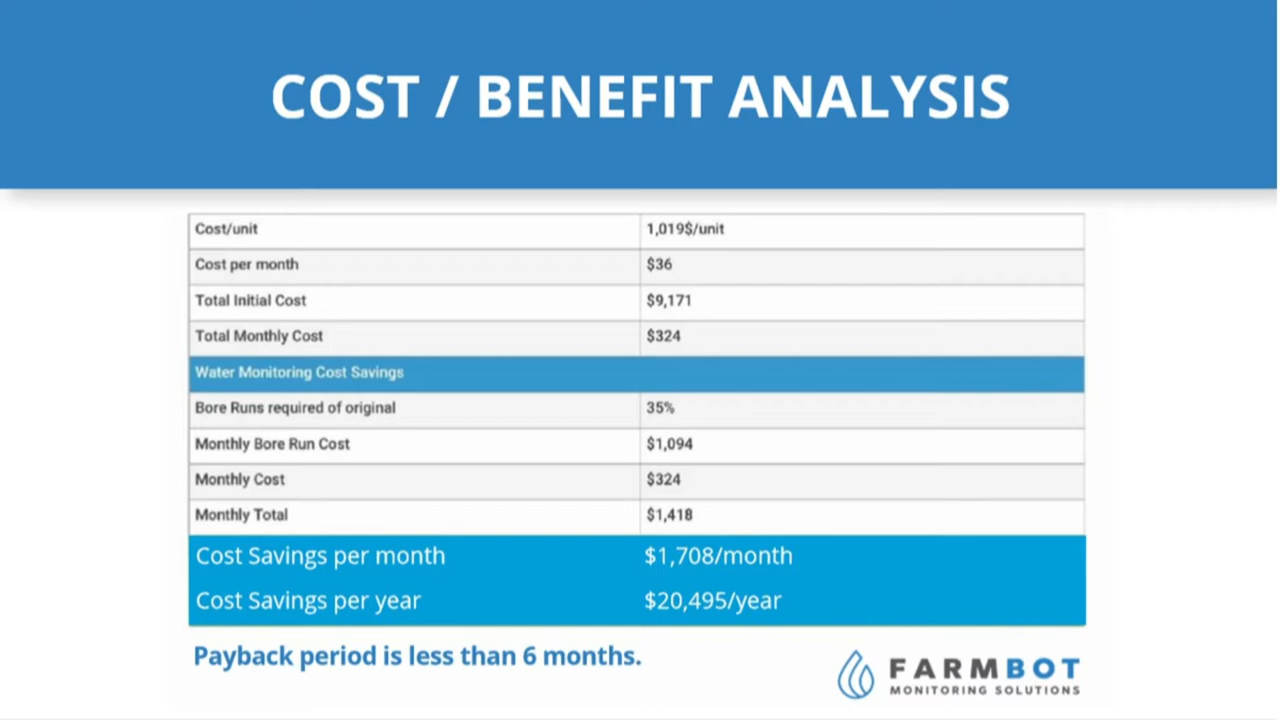 COST / BENEFIT ANALYSIS
Cost/unit 1,019$/unit
Cost per month $36
Total Initial Cost $9,171
Total Monthly Cost $324
Water Monitoring Cost Savings
Bore Runs required of original 35%
Monthly Bore Run Cost $1,094
Monthly Cost $324
Monthly Total $1,418
Cost Savings per month $1,708/month
Cost Savings per year $20,495/year
Payback period is less than 6 months.
FARMBOT
MONITORING SOLUTIONS